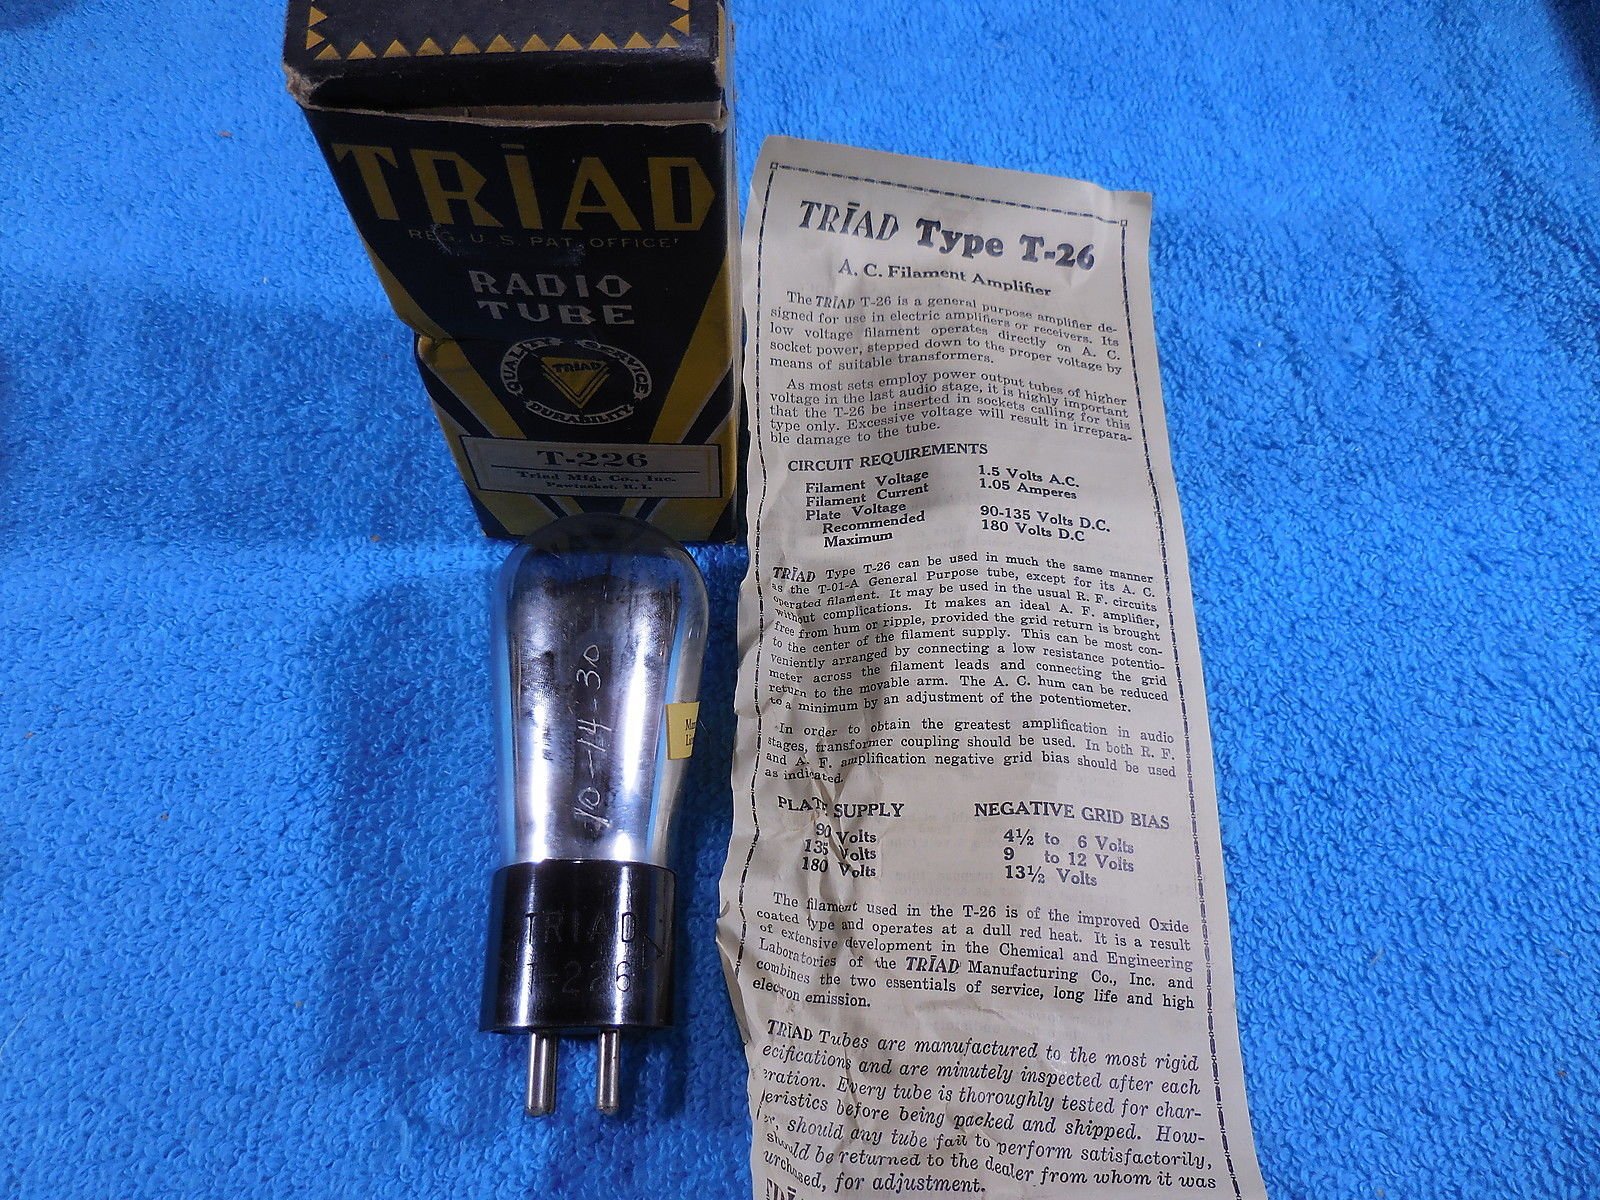 TRIAD
REG. U.S. PAT. OFFICE
RADIO
TUBE
QUALITY SERVICE
TRIAD
DURABILITY
T-226
Triad Mfg. Co., Inc.
Pawtucket, R. I.
10-14-30
TRIAD
T-226
TRIAD Type T-26
A. C. Filament Amplifier
The TRIAD T-26 is a general purpose amplifier de-
signed for use in electric amplifiers or receivers. Its
low voltage filament operates directly on A. C.
socket power, stepped down to the proper voltage by
means of suitable transformers.
As most sets employ power output tubes of higher
voltage in the last audio stage, it is highly important
that the T-26 be inserted in sockets calling for this
type only. Excessive voltage will result in irrepara-
ble damage to the tube.
CIRCUIT REQUIREMENTS
Filament Voltage 1.5 Volts A.C.
Filament Current 1.05 Amperes
Plate Voltage
Recommended 90-135 Volts D.C.
Maximum 180 Volts D.C
TRIAD Type T-26 can be used in much the same manner
as the T-01-A General Purpose tube, except for its A. C.
operated filament. It may be used in the usual R. F. circuits
without complications. It makes an ideal A. F. amplifier,
free from hum or ripple, provided the grid return is brought
to the center of the filament supply. This can be most con-
veniently arranged by connecting a low resistance potentio-
meter across the filament leads and connecting the grid
return to the movable arm. The A. C. hum can be reduced
to a minimum by an adjustment of the potentiometer.
In order to obtain the greatest amplification in audio
stages, transformer coupling should be used. In both R. F.
and A. F. amplification negative grid bias should be used
as indicated.
PLATE SUPPLY NEGATIVE GRID BIAS
90 Volts 4½ to 6 Volts
135 Volts 9 to 12 Volts
180 Volts 13½ Volts
The filament used in the T-26 is of the improved Oxide
coated type and operates at a dull red heat. It is a result
of extensive development in the Chemical and Engineering
Laboratories of the TRIAD Manufacturing Co., Inc. and
combines the two essentials of service, long life and high
electron emission.
TRIAD Tubes are manufactured to the most rigid
ecifications and are minutely inspected after each
eration. Every tube is thoroughly tested for char-
eristics before being packed and shipped. How-
er, should any tube fail to perform satisfactorily,
should be returned to the dealer from whom it was
urchased, for adjustment.